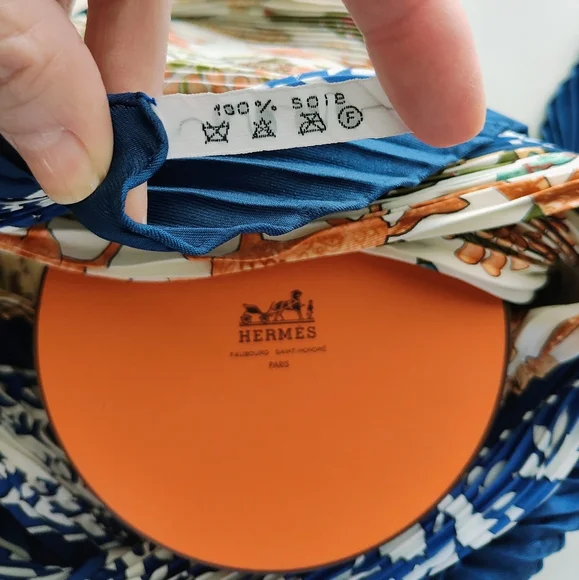 100% SOIE
F
HERMES
FAUBOURG SAINT-HONORÉ
PARIS